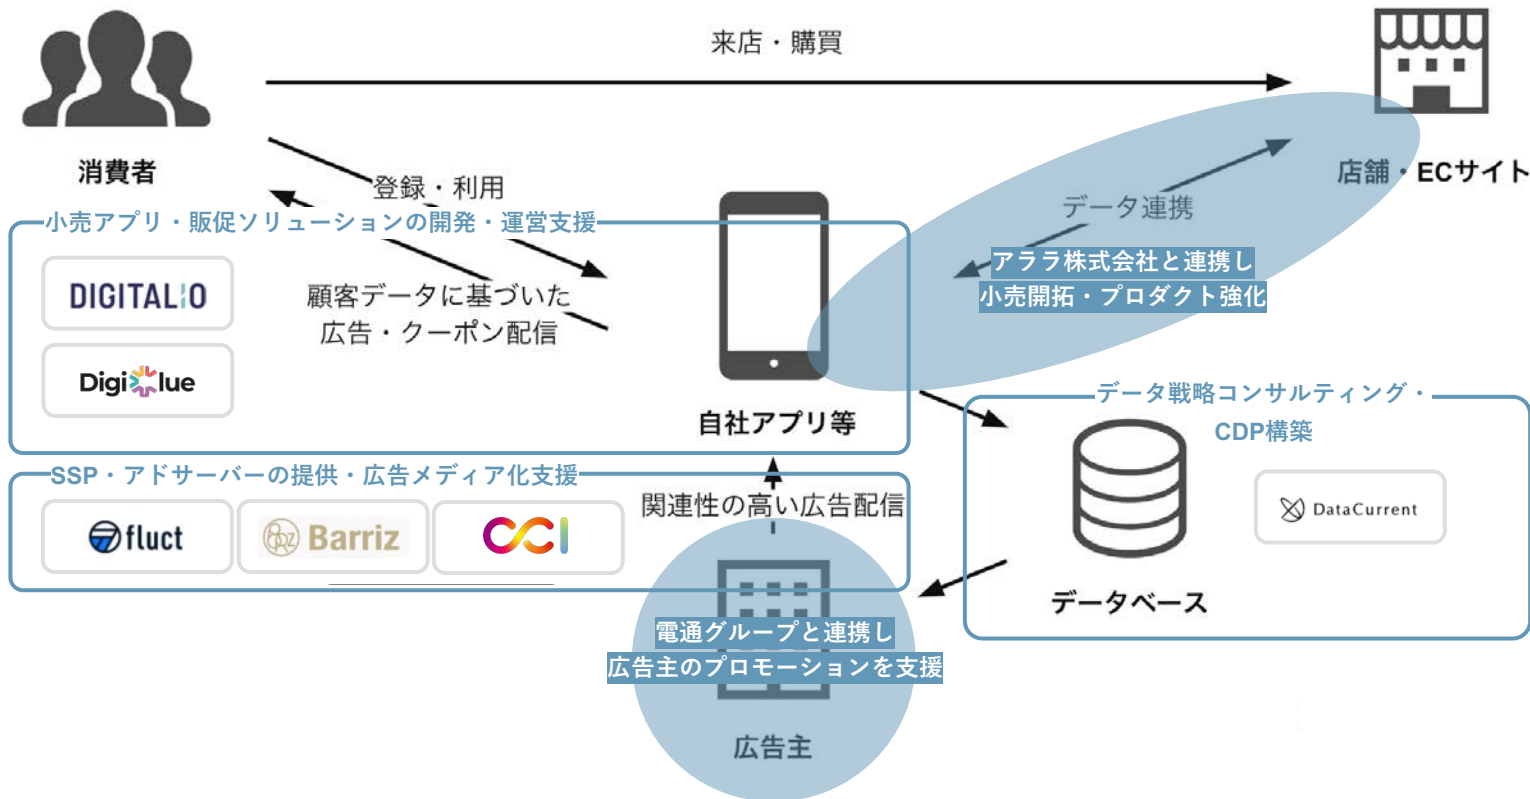 来店・購買
消費者
店舗・ECサイト
登録・利用
データ連携
小売アプリ・販促ソリューションの開発・運営支援
アララ株式会社と連携し
小売開拓・プロダクト強化
DIGITALIO
顧客データに基づいた
広告・クーポン配信
Digiclue
データ戦略コンサルティング・
CDP構築
自社アプリ等
SSP・アドサーバーの提供・広告メディア化支援
関連性の高い広告配信
fluct
BRZ Barriz
CCI
DataCurrent
データベース
電通グループと連携し
広告主のプロモーションを支援
広告主